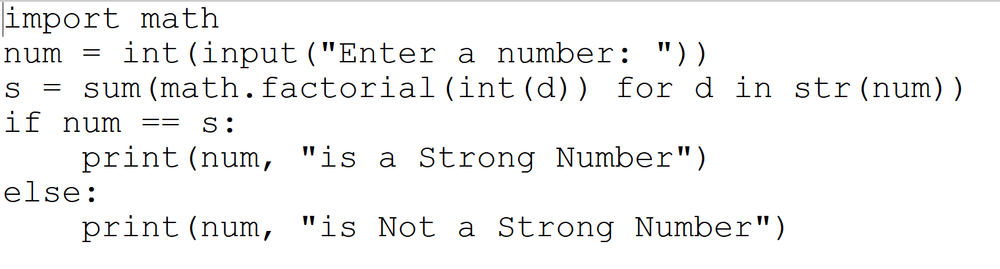 import math
num = int(input("Enter a number: "))
s = sum(math.factorial(int(d)) for d in str(num))
if num == s:
    print(num, "is a Strong Number")
else:
    print(num, "is Not a Strong Number")